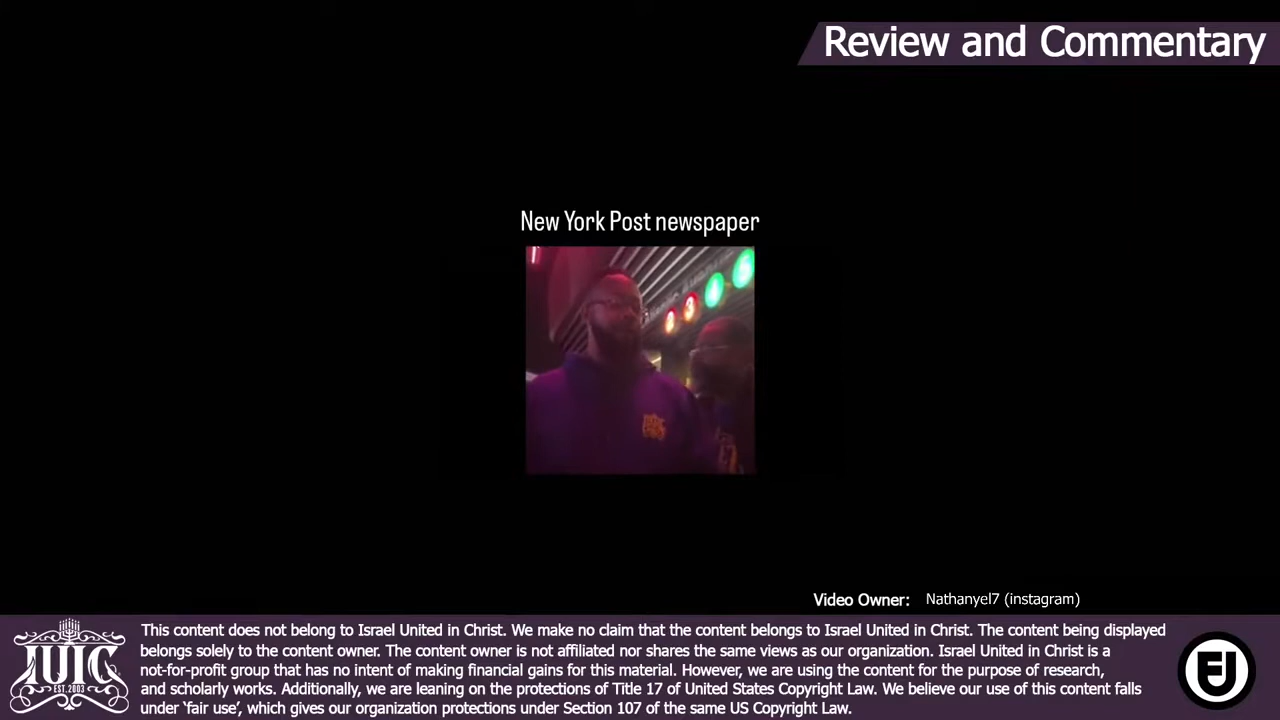 Review and Commentary
New York Post newspaper
Video Owner: Nathanyel7 (instagram)
This content does not belong to Israel United in Christ. We make no claim that the content belongs to Israel United in Christ. The content being displayed
belongs solely to the content owner. The content owner is not affiliated nor shares the same views as our organization. Israel United in Christ is a
not-for-profit group that has no intent of making financial gains for this material. However, we are using the content for the purpose of research,
and scholarly works. Additionally, we are leaning on the protections of Title 17 of United States Copyright Law. We believe our use of this content falls
under ‘fair use’, which gives our organization protections under Section 107 of the same US Copyright Law.
IUIC
EST. 2003